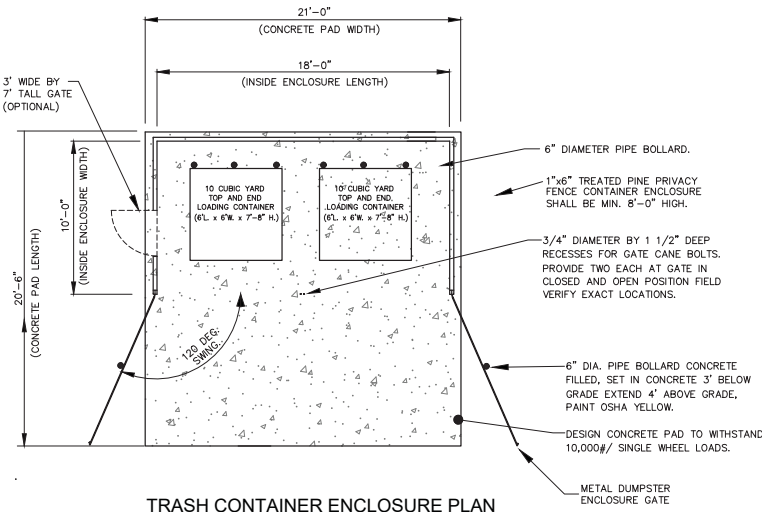 21'-0"
(CONCRETE PAD WIDTH)
18'-0"
(INSIDE ENCLOSURE LENGTH)
3' WIDE BY
7' TALL GATE
(OPTIONAL)
20'-6"
(CONCRETE PAD LENGTH)
10'-0"
(INSIDE ENCLOSURE WIDTH)
10 CUBIC YARD
TOP AND END
LOADING CONTAINER
(6'L. x 6'W. x 7'-8" H.)
10 CUBIC YARD
TOP AND END.
LOADING CONTAINER
(6'L. x 6'W. x 7'-8" H.)
120 DEG.
SWING.
6" DIAMETER PIPE BOLLARD.
1"x6" TREATED PINE PRIVACY
FENCE CONTAINER ENCLOSURE
SHALL BE MIN. 8'-0" HIGH.
3/4" DIAMETER BY 1 1/2" DEEP
RECESSES FOR GATE CANE BOLTS.
PROVIDE TWO EACH AT GATE IN
CLOSED AND OPEN POSITION FIELD
VERIFY EXACT LOCATIONS.
6" DIA. PIPE BOLLARD CONCRETE
FILLED, SET IN CONCRETE 3' BELOW
GRADE EXTEND 4' ABOVE GRADE,
PAINT OSHA YELLOW.
DESIGN CONCRETE PAD TO WITHSTAND
10,000#/ SINGLE WHEEL LOADS.
METAL DUMPSTER
ENCLOSURE GATE
TRASH CONTAINER ENCLOSURE PLAN